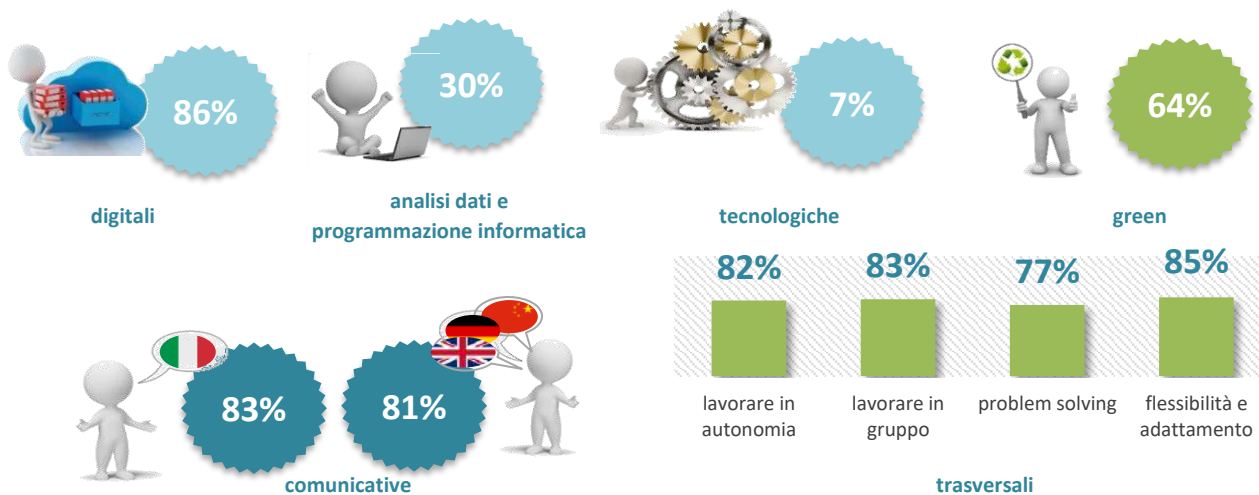 86%
30%
7%
64%
digitali
analisi dati e
programmazione informatica
tecnologiche
green
83%
81%
comunicative
82%
83%
77%
85%
lavorare in
autonomia
lavorare in
gruppo
problem solving
flessibilità e
adattamento
trasversali